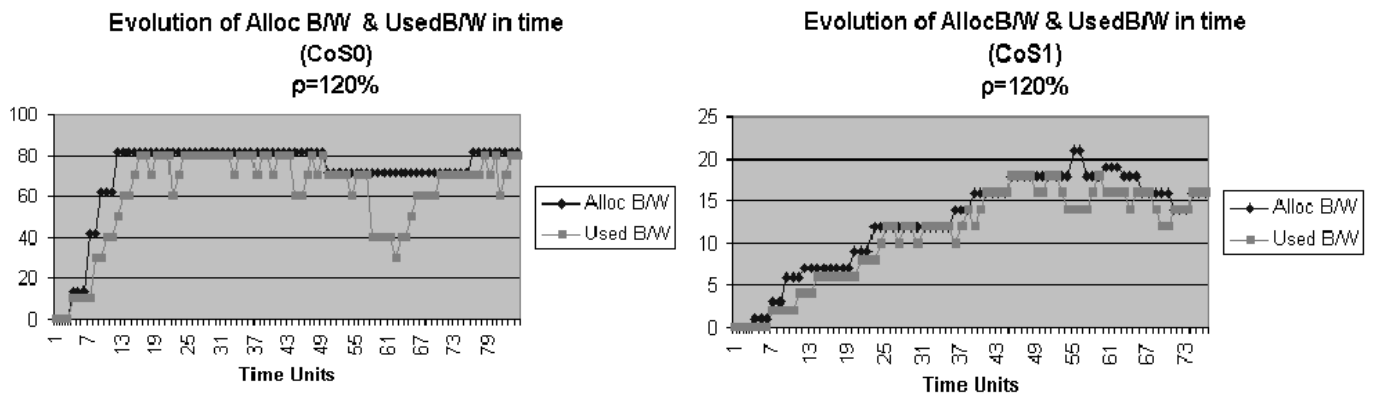 Evolution of Alloc B/W & UsedB/W in time
(CoS0)
ρ=120%
100
80
60
40
20
0
1 7 13 19 25 31 37 43 49 55 61 67 73 79
Time Units
Alloc B/W
Used B/W
Evolution of AllocB/W & UsedB/W in time
(CoS1)
ρ=120%
25
20
15
10
5
0
1 7 13 19 25 31 37 43 49 55 61 67 73
Time Units
Alloc B/W
Used B/W